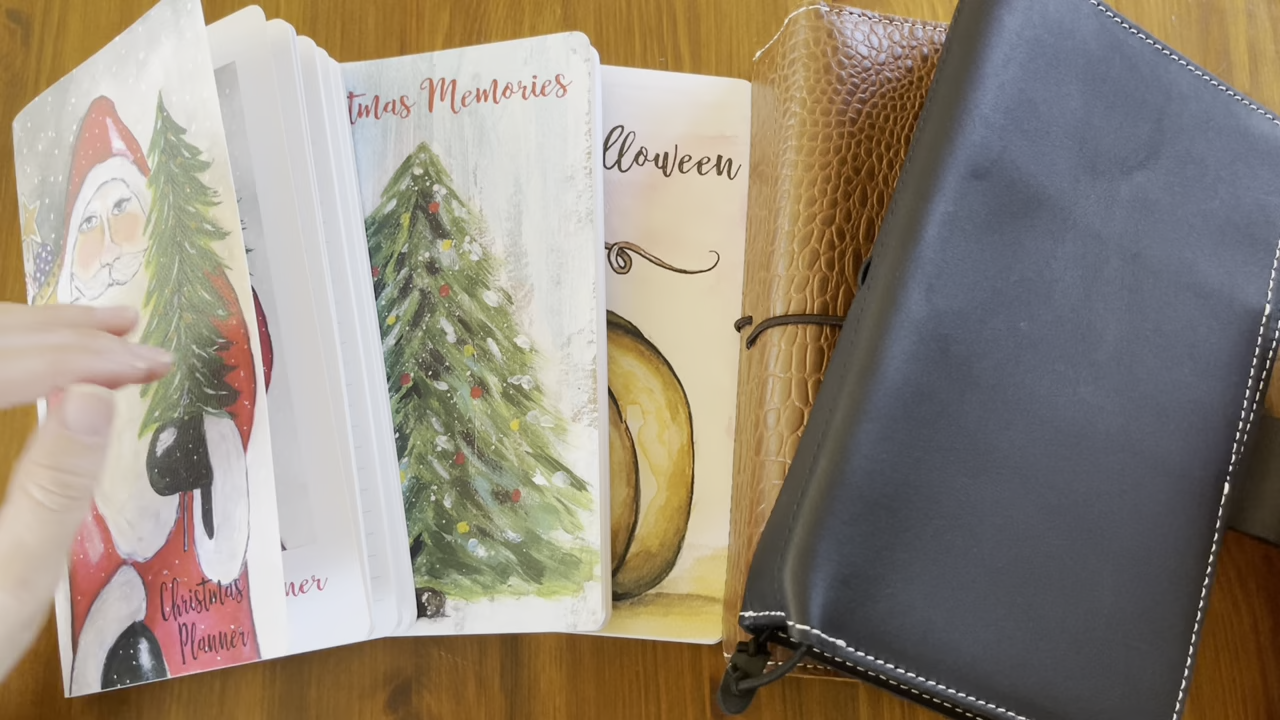 Christmas
Planner
ner
tmas Memories
lloween